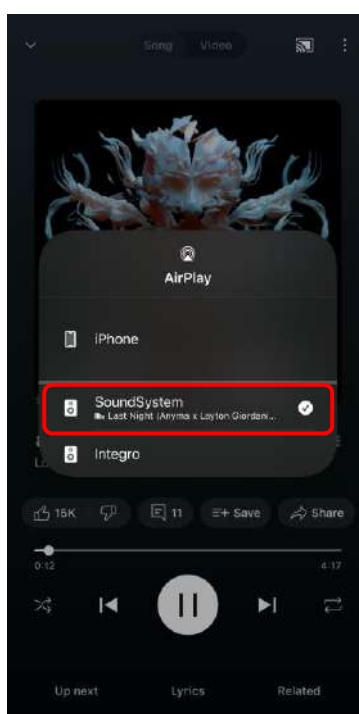 Song Video
AirPlay
iPhone
SoundSystem
Last Night (Anyma x Layton Giordani...
Integro
15K 11 Save Share
0:12 4:17
Up next Lyrics Related